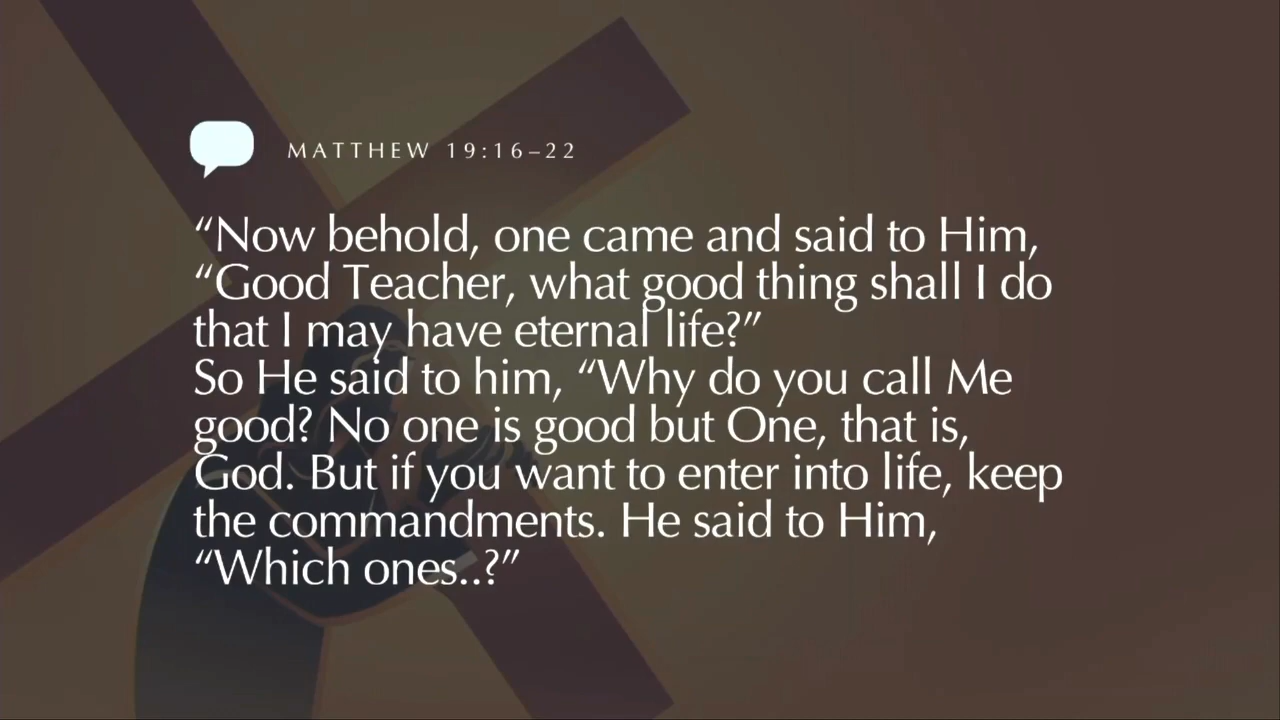 MATTHEW 19:16–22
“Now behold, one came and said to Him,
“Good Teacher, what good thing shall I do
that I may have eternal life?”
So He said to him, “Why do you call Me
good? No one is good but One, that is,
God. But if you want to enter into life, keep
the commandments. He said to Him,
“Which ones..?”